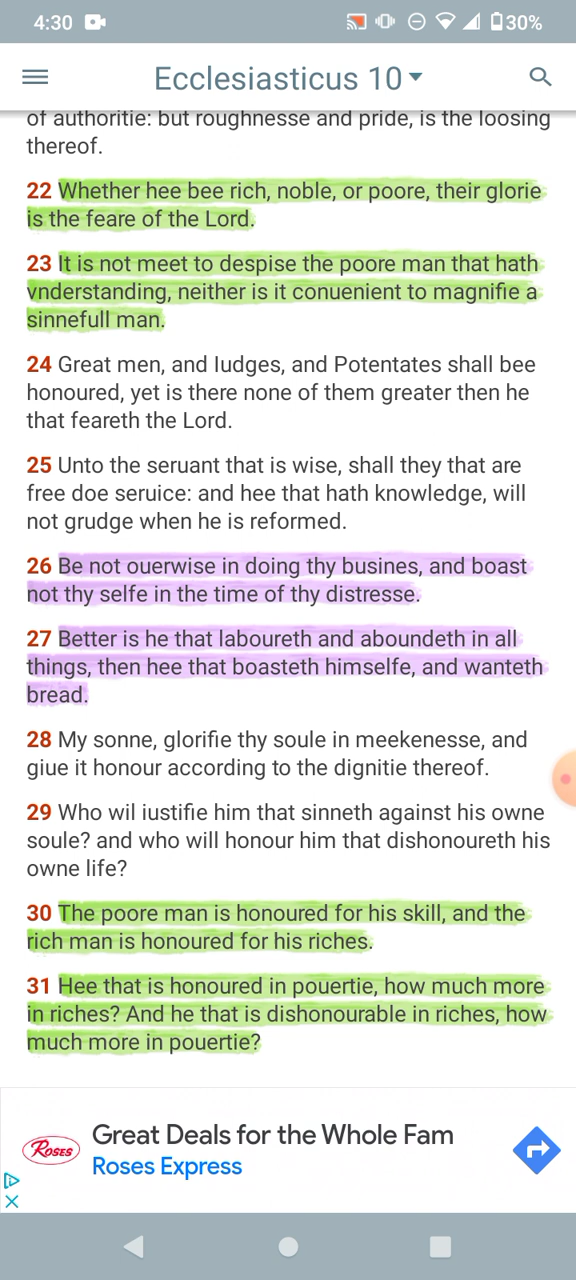 4:30
30%
Ecclesiasticus 10
of authoritie: but roughnesse and pride, is the loosing
thereof.
22 Whether hee bee rich, noble, or poore, their glorie
is the feare of the Lord.
23 It is not meet to despise the poore man that hath
vnderstanding, neither is it conuenient to magnifie a
sinnefull man.
24 Great men, and Iudges, and Potentates shall bee
honoured, yet is there none of them greater then he
that feareth the Lord.
25 Unto the seruant that is wise, shall they that are
free doe seruice: and hee that hath knowledge, will
not grudge when he is reformed.
26 Be not ouerwise in doing thy busines, and boast
not thy selfe in the time of thy distresse.
27 Better is he that laboureth and aboundeth in all
things, then hee that boasteth himselfe, and wanteth
bread.
28 My sonne, glorifie thy soule in meekenesse, and
giue it honour according to the dignitie thereof.
29 Who wil iustifie him that sinneth against his owne
soule? and who will honour him that dishonoureth his
owne life?
30 The poore man is honoured for his skill, and the
rich man is honoured for his riches.
31 Hee that is honoured in pouertie, how much more
in riches? And he that is dishonourable in riches, how
much more in pouertie?
ROSES
Great Deals for the Whole Fam
Roses Express